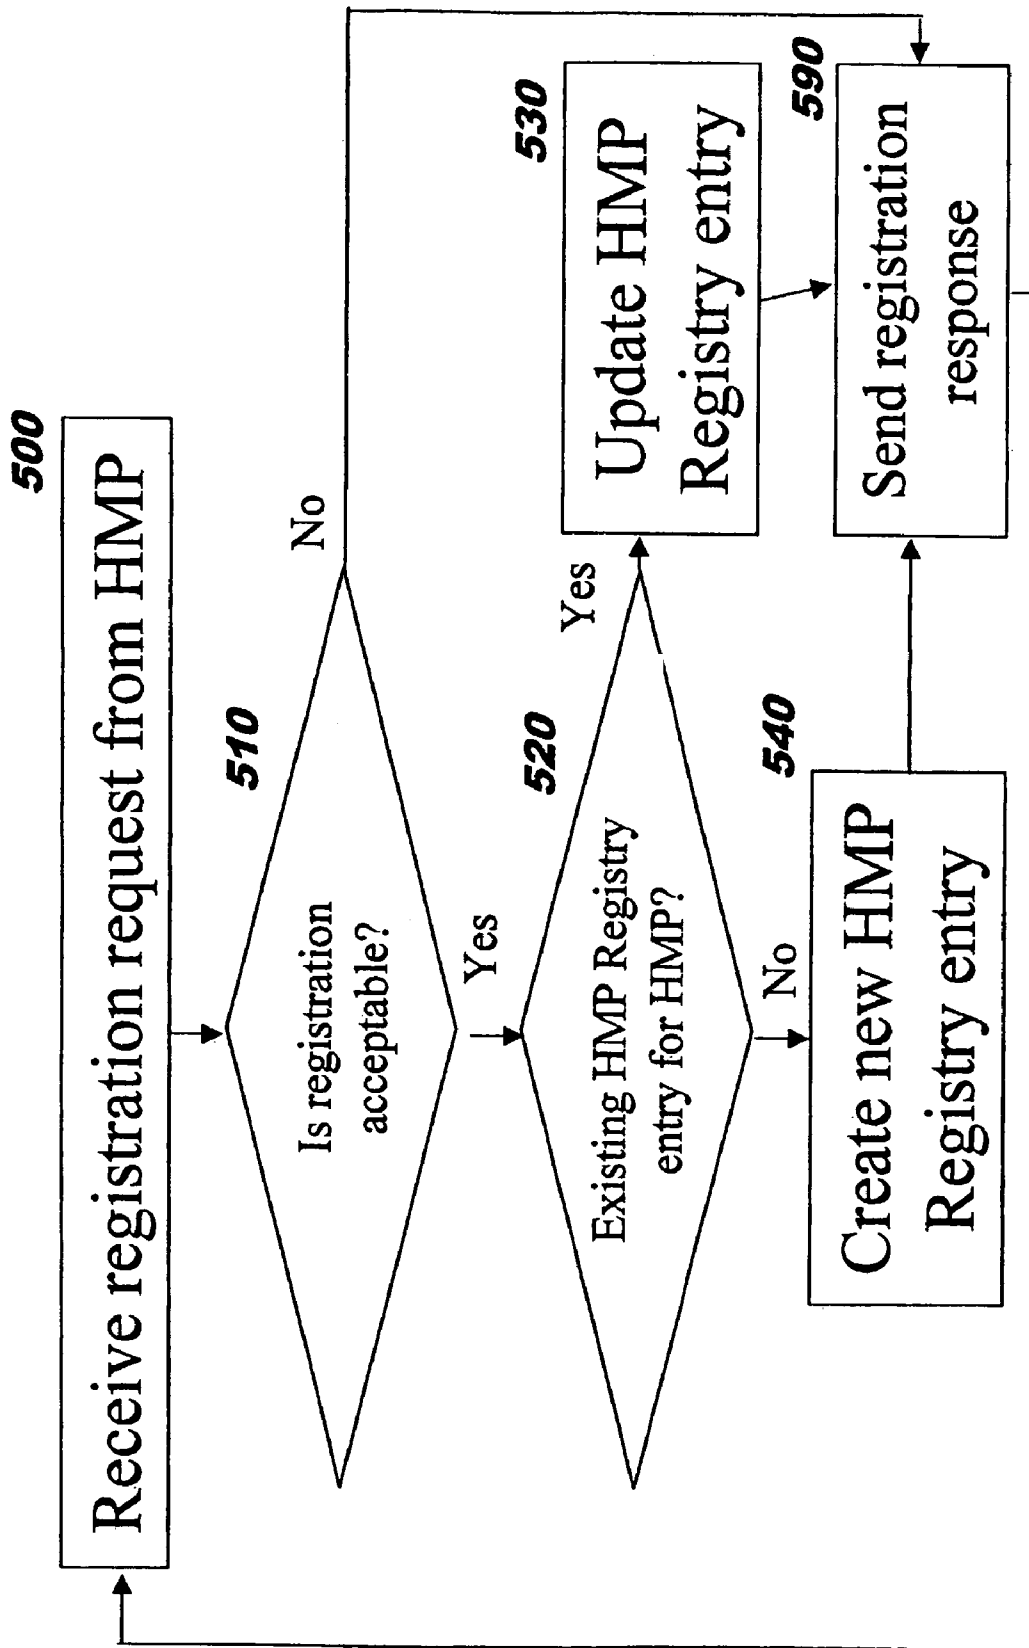 500
Receive registration request from HMP
510
Is registration
acceptable?
No
Yes
520
Existing HMP Registry
entry for HMP?
Yes
530
Update HMP
Registry entry
No
540
Create new HMP
Registry entry
590
Send registration
response